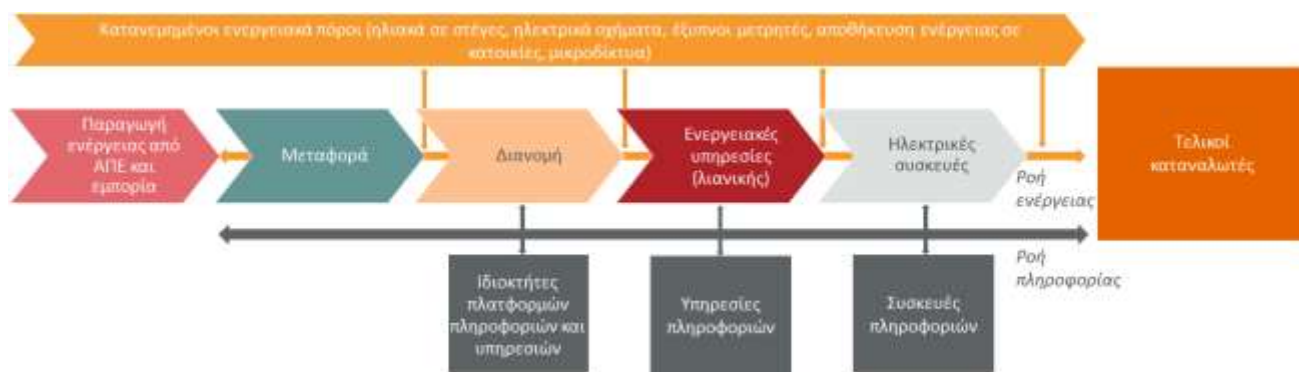 Κατανεμημένοι ενεργειακά πόροι (ηλιακά σε στέγες, ηλεκτρικά οχήματα, έξυπνοι μετρητές, αποθήκευση ενέργειας σε
κατοικίες, μικροδίκτυα)
Παραγωγή
ενέργειας από
ΑΠΕ και
εμπορία
Μεταφορά
Διανομή
Ενεργειακές
υπηρεσίες
(λιανικής)
Ηλεκτρικές
συσκευές
Ροή
ενέργειας
Τελικοί
καταναλωτές
Ροή
πληροφορίας
Ιδιοκτήτες
πλατφορμών
πληροφοριών και
υπηρεσιών
Υπηρεσίες
πληροφοριών
Συσκευές
πληροφοριών